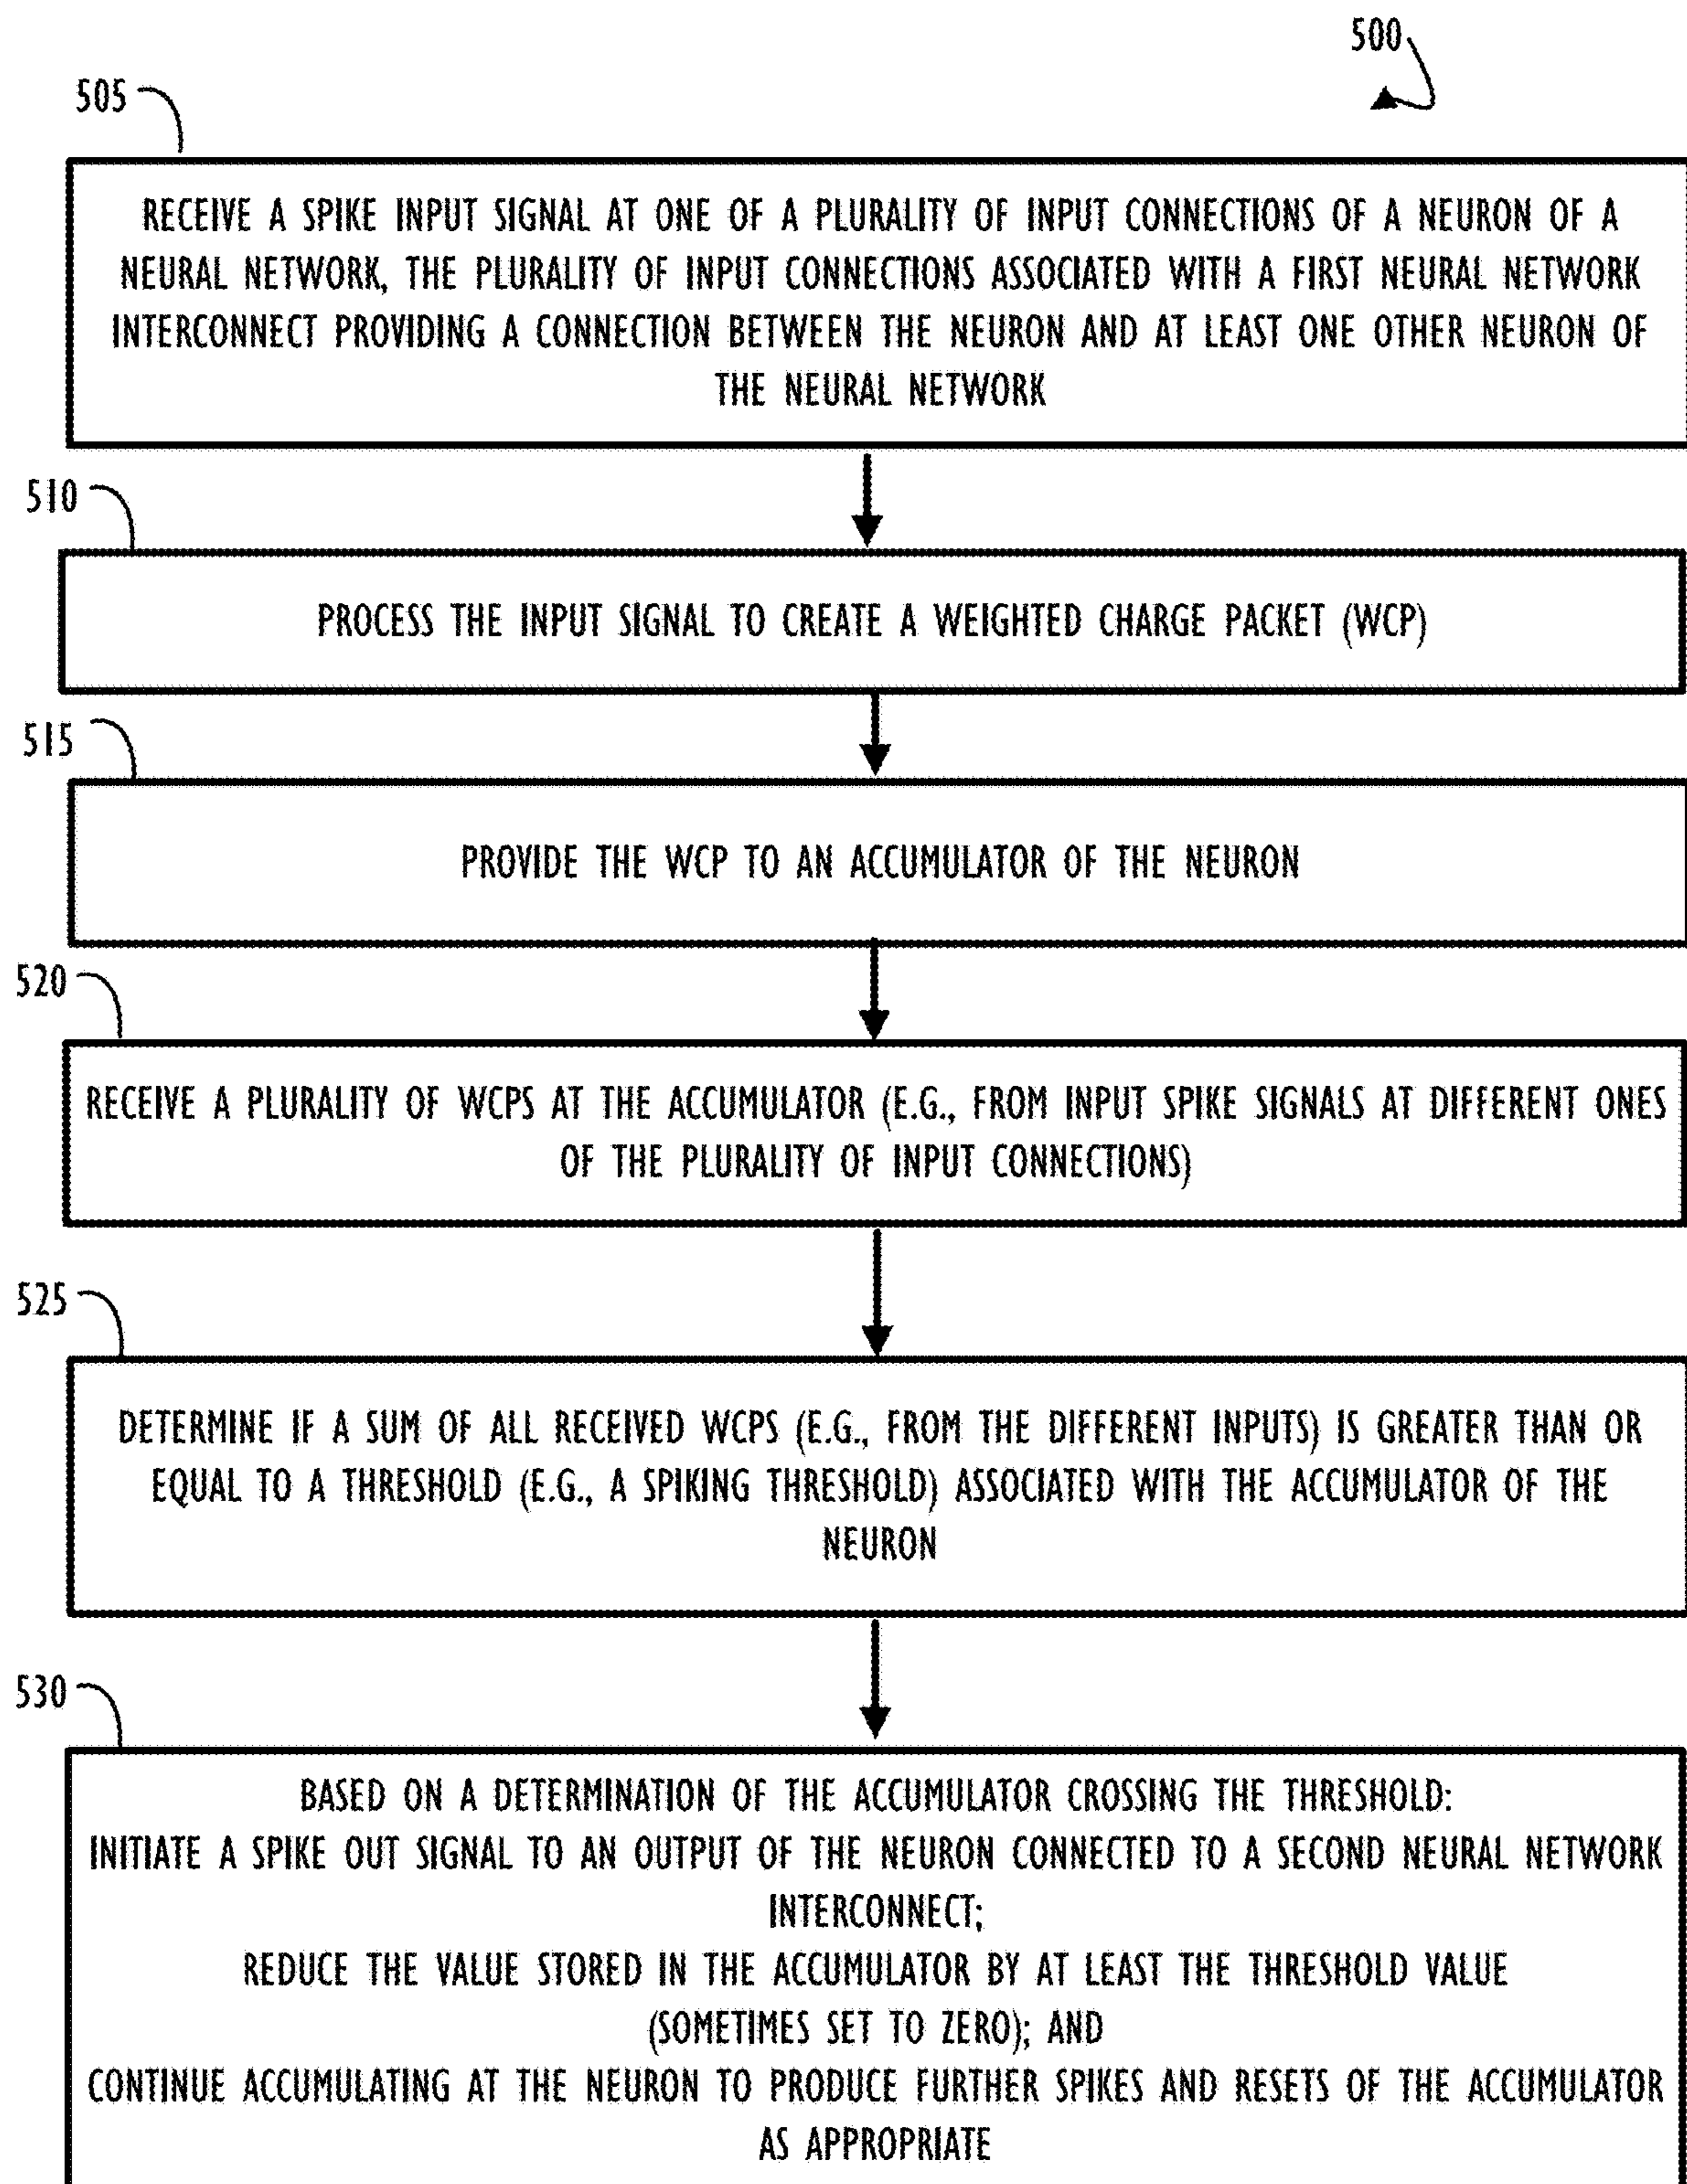 500
505
RECEIVE A SPIKE INPUT SIGNAL AT ONE OF A PLURALITY OF INPUT CONNECTIONS OF A NEURON OF A
NEURAL NETWORK, THE PLURALITY OF INPUT CONNECTIONS ASSOCIATED WITH A FIRST NEURAL NETWORK
INTERCONNECT PROVIDING A CONNECTION BETWEEN THE NEURON AND AT LEAST ONE OTHER NEURON OF
THE NEURAL NETWORK
510
PROCESS THE INPUT SIGNAL TO CREATE A WEIGHTED CHARGE PACKET (WCP)
515
PROVIDE THE WCP TO AN ACCUMULATOR OF THE NEURON
520
RECEIVE A PLURALITY OF WCPS AT THE ACCUMULATOR (E.G., FROM INPUT SPIKE SIGNALS AT DIFFERENT ONES
OF THE PLURALITY OF INPUT CONNECTIONS)
525
DETERMINE IF A SUM OF ALL RECEIVED WCPS (E.G., FROM THE DIFFERENT INPUTS) IS GREATER THAN OR
EQUAL TO A THRESHOLD (E.G., A SPIKING THRESHOLD) ASSOCIATED WITH THE ACCUMULATOR OF THE
NEURON
530
BASED ON A DETERMINATION OF THE ACCUMULATOR CROSSING THE THRESHOLD:
INITIATE A SPIKE OUT SIGNAL TO AN OUTPUT OF THE NEURON CONNECTED TO A SECOND NEURAL NETWORK
INTERCONNECT;
REDUCE THE VALUE STORED IN THE ACCUMULATOR BY AT LEAST THE THRESHOLD VALUE
(SOMETIMES SET TO ZERO); AND
CONTINUE ACCUMULATING AT THE NEURON TO PRODUCE FURTHER SPIKES AND RESETS OF THE ACCUMULATOR
AS APPROPRIATE